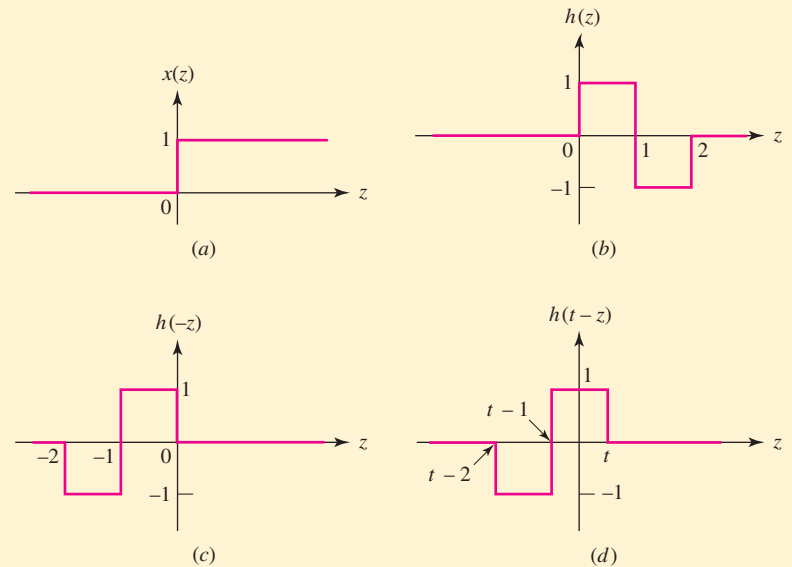 x(z)
1
0
z
(a)
h(z)
1
0
1
2
z
–1
(b)
h(–z)
1
–2
–1
0
z
–1
(c)
h(t – z)
1
t – 1
z
t
t – 2
–1
(d)